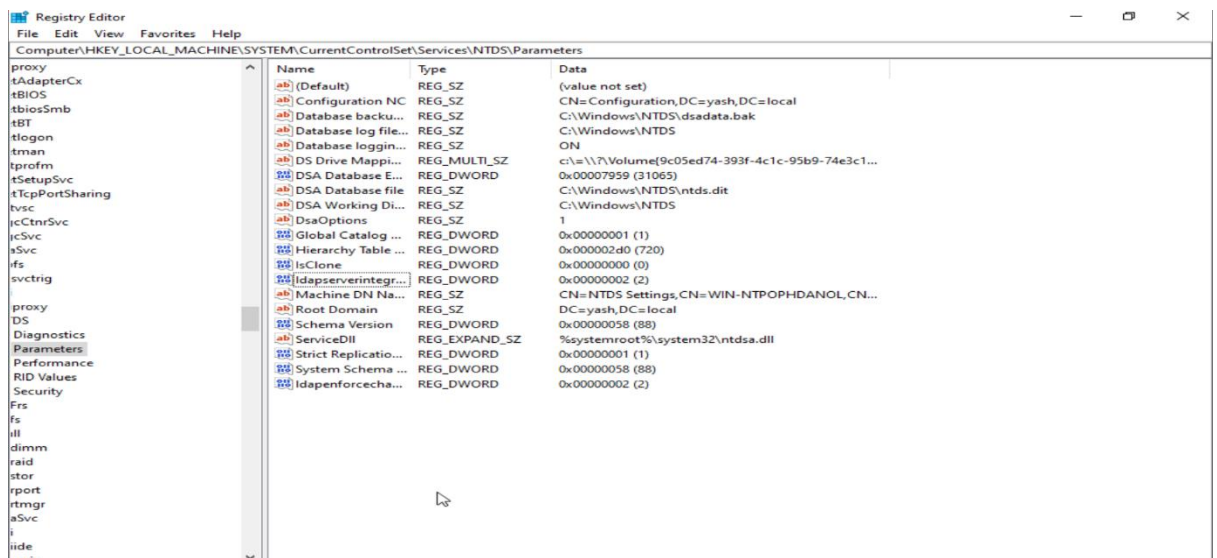 Registry Editor
File Edit View Favorites Help
Computer\HKEY_LOCAL_MACHINE\SYSTEM\CurrentControlSet\Services\NTDS\Parameters
proxy
tAdapterCx
tBIOS
tbiosSmb
tBT
tlogon
tman
tprofm
tSetupSvc
tTcpPortSharing
tvsc
cCtnrSvc
cSvc
Svc
fs
svctrig
proxy
DS
Diagnostics
Parameters
Performance
RID Values
Security
Frs
fs
ll
dimm
raid
stor
rport
rtmgr
aSvc
i
iide
Name Type Data
(Default) REG_SZ (value not set)
Configuration NC REG_SZ CN=Configuration,DC=yash,DC=local
Database backu... REG_SZ C:\Windows\NTDS\dsadata.bak
Database log file... REG_SZ C:\Windows\NTDS
Database loggin... REG_SZ ON
DS Drive Mappi... REG_MULTI_SZ c:\=\\?\Volume{9c05ed74-393f-4c1c-95b9-74e3c1...
DSA Database E... REG_DWORD 0x00007959 (31065)
DSA Database file REG_SZ C:\Windows\NTDS\ntds.dit
DSA Working Di... REG_SZ C:\Windows\NTDS
DsaOptions REG_SZ 1
Global Catalog ... REG_DWORD 0x00000001 (1)
Hierarchy Table ... REG_DWORD 0x000002d0 (720)
IsClone REG_DWORD 0x00000000 (0)
ldapserverintegr... REG_DWORD 0x00000002 (2)
Machine DN Na... REG_SZ CN=NTDS Settings,CN=WIN-NTPOPHDANOL,CN...
Root Domain REG_SZ DC=yash,DC=local
Schema Version REG_DWORD 0x00000058 (88)
ServiceDll REG_EXPAND_SZ %systemroot%\system32\ntdsa.dll
Strict Replicatio... REG_DWORD 0x00000001 (1)
System Schema ... REG_DWORD 0x00000058 (88)
ldapenforcecha... REG_DWORD 0x00000002 (2)